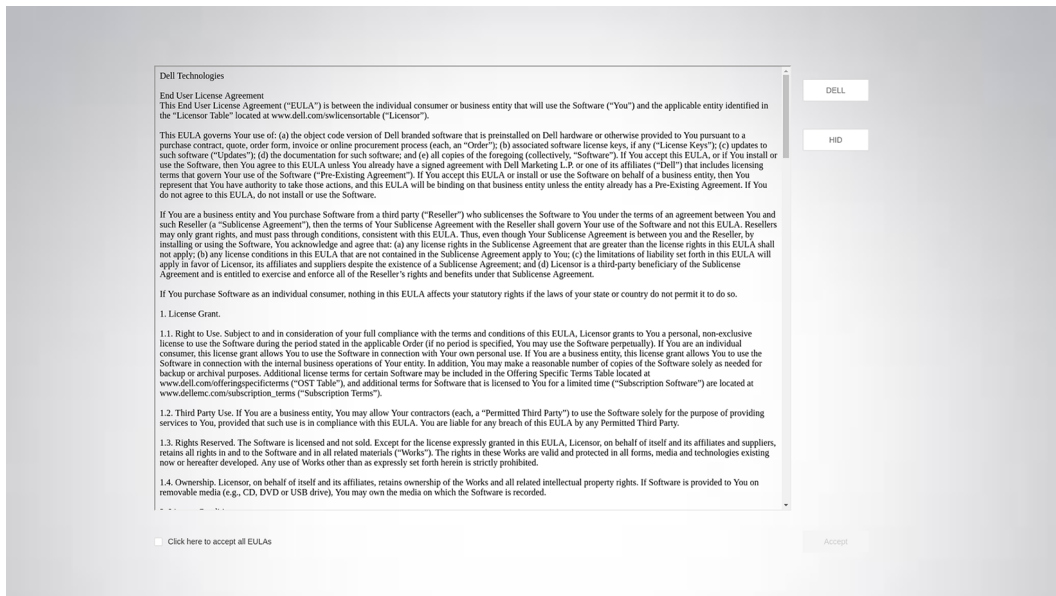 Dell Technologies
End User License Agreement
This End User License Agreement (“EULA”) is between the individual consumer or business entity that will use the Software (“You”) and the applicable entity identified in
the “Licensor Table” located at www.dell.com/swlicensortable (“Licensor”).
This EULA governs Your use of: (a) the object code version of Dell branded software that is preinstalled on Dell hardware or otherwise provided to You pursuant to a
purchase contract, quote, order form, invoice or online procurement process (each, an “Order”); (b) associated software license keys, if any (“License Keys”); (c) updates to
such software (“Updates”); (d) the documentation for such software; and (e) all copies of the foregoing (collectively, “Software”). If You accept this EULA, or if You install or
use the Software, then You agree to this EULA unless You already have a signed agreement with Dell Marketing L.P. or one of its affiliates (“Dell”) that includes licensing
terms that govern Your use of the Software (“Pre-Existing Agreement”). If You accept this EULA or install or use the Software on behalf of a business entity, then You
represent that You have authority to take those actions, and this EULA will be binding on that business entity unless the entity already has a Pre-Existing Agreement. If You
do not agree to this EULA, do not install or use the Software.
If You are a business entity and You purchase Software from a third party (“Reseller”) who sublicenses the Software to You under the terms of an agreement between You and
such Reseller (a “Sublicense Agreement”), then the terms of Your Sublicense Agreement with the Reseller shall govern Your use of the Software and not this EULA. Resellers
may only grant rights, and must pass through conditions, consistent with this EULA. Thus, even though Your Sublicense Agreement is between you and the Reseller, by
installing or using the Software, You acknowledge and agree that: (a) any license rights in the Sublicense Agreement that are greater than the license rights in this EULA shall
not apply; (b) any license conditions in this EULA that are not contained in the Sublicense Agreement apply to You; (c) the limitations of liability set forth in this EULA will
apply in favor of Licensor, its affiliates and suppliers despite the existence of a Sublicense Agreement; and (d) Licensor is a third-party beneficiary of the Sublicense
Agreement and is entitled to exercise and enforce all of the Reseller’s rights and benefits under that Sublicense Agreement.
If You purchase Software as an individual consumer, nothing in this EULA affects your statutory rights if the laws of your state or country do not permit it to do so.
1. License Grant.
1.1. Right to Use. Subject to and in consideration of your full compliance with the terms and conditions of this EULA, Licensor grants to You a personal, non-exclusive
license to use the Software during the period stated in the applicable Order (if no period is specified, You may use the Software perpetually). If You are an individual
consumer, this license grant allows You to use the Software in connection with Your own personal use. If You are a business entity, this license grant allows You to use the
Software in connection with the internal business operations of Your entity. In addition, You may make a reasonable number of copies of the Software solely as needed for
backup or archival purposes. Additional license terms for certain Software may be included in the Offering Specific Terms Table located at
www.dell.com/offeringspecificterms (“OST Table”), and additional terms for Software that is licensed to You for a limited time (“Subscription Software”) are located at
www.dellemc.com/subscription_terms (“Subscription Terms”).
1.2. Third Party Use. If You are a business entity, You may allow Your contractors (each, a “Permitted Third Party”) to use the Software solely for the purpose of providing
services to You, provided that such use is in compliance with this EULA. You are liable for any breach of this EULA by any Permitted Third Party.
1.3. Rights Reserved. The Software is licensed and not sold. Except for the license expressly granted in this EULA, Licensor, on behalf of itself and its affiliates and suppliers,
retains all rights in and to the Software and in all related materials (“Works”). The rights in these Works are valid and protected in all forms, media and technologies existing
now or hereafter developed. Any use of Works other than as expressly set forth herein is strictly prohibited.
1.4. Ownership. Licensor, on behalf of itself and its affiliates, retains ownership of the Works and all related intellectual property rights. If Software is provided to You on
removable media (e.g., CD, DVD or USB drive), You may own the media on which the Software is recorded.
DELL
HID
Click here to accept all EULAs
Accept